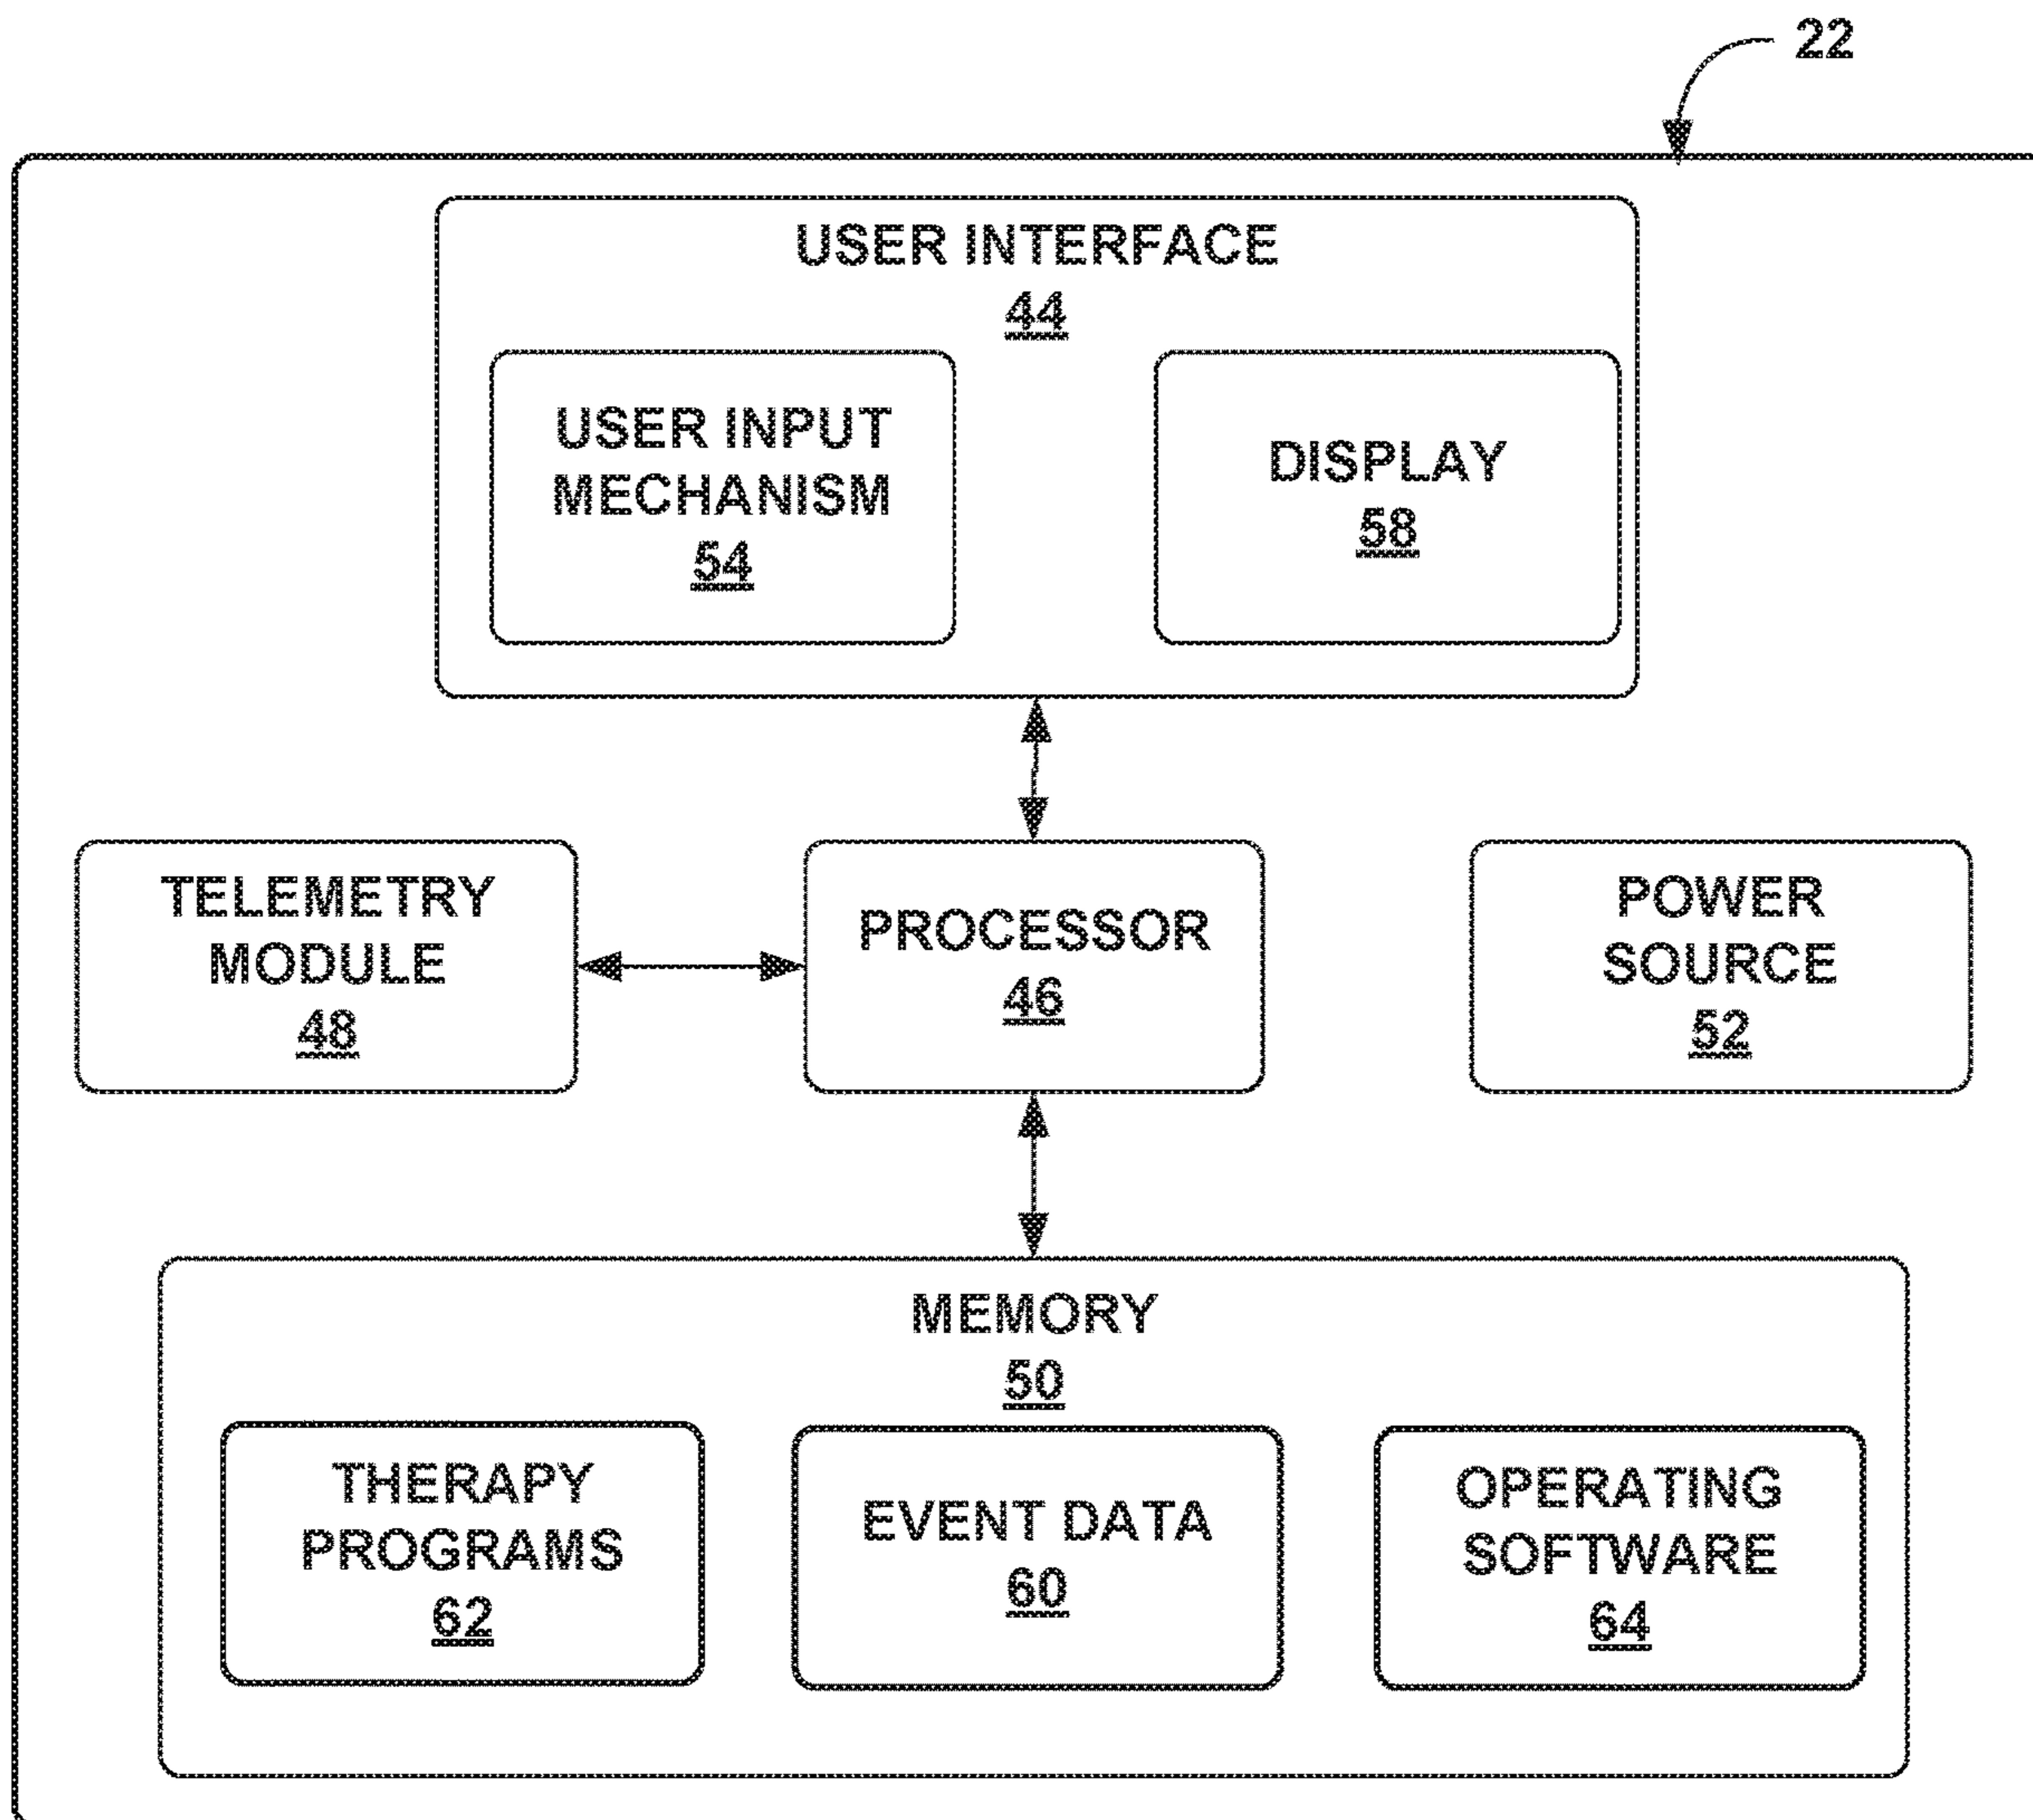 22
USER INTERFACE
44
USER INPUT
MECHANISM
54
DISPLAY
58
TELEMETRY
MODULE
48
PROCESSOR
46
POWER
SOURCE
52
MEMORY
50
THERAPY
PROGRAMS
62
EVENT DATA
60
OPERATING
SOFTWARE
64